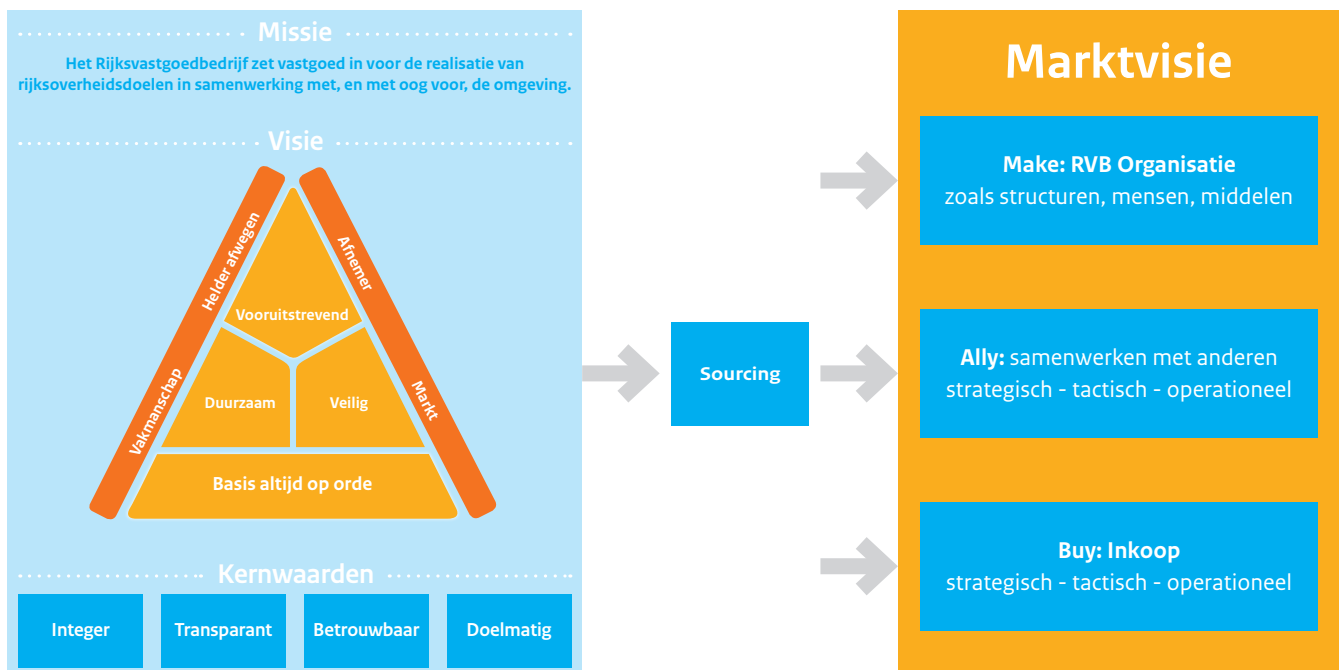 Missie
Het Rijksvastgoedbedrijf zet vastgoed in voor de realisatie van
rijksoverheidsdoelen in samenwerking met, en met oog voor, de omgeving.
Visie
Helder afwegen
Vakmanschap
Afnemer
Markt
Vooruitstrevend
Duurzaam
Veilig
Basis altijd op orde
Kernwaarden
Integer
Transparant
Betrouwbaar
Doelmatig
Sourcing
Marktvisie
Make: RVB Organisatie
zoals structuren, mensen, middelen
Ally: samenwerken met anderen
strategisch - tactisch - operationeel
Buy: Inkoop
strategisch - tactisch - operationeel